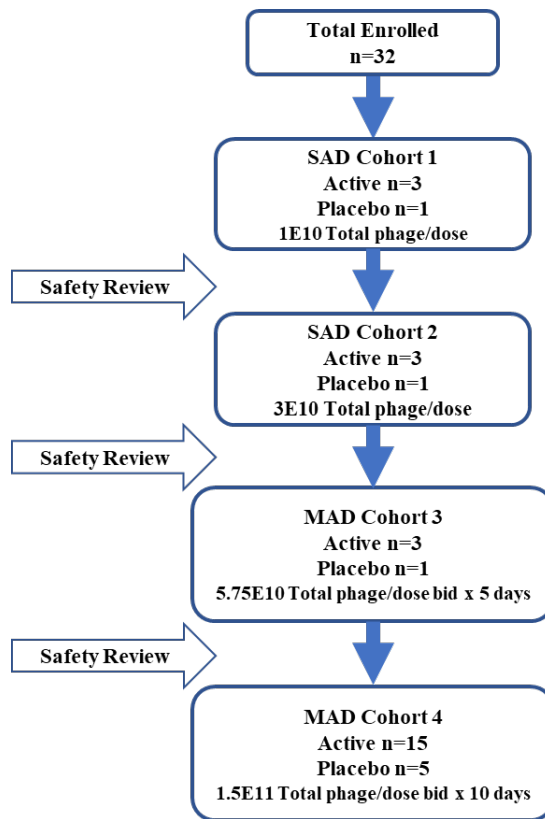 Total Enrolled
n=32
SAD Cohort 1
Active n=3
Placebo n=1
1E10 Total phage/dose
Safety Review
SAD Cohort 2
Active n=3
Placebo n=1
3E10 Total phage/dose
Safety Review
MAD Cohort 3
Active n=3
Placebo n=1
5.75E10 Total phage/dose bid x 5 days
Safety Review
MAD Cohort 4
Active n=15
Placebo n=5
1.5E11 Total phage/dose bid x 10 days